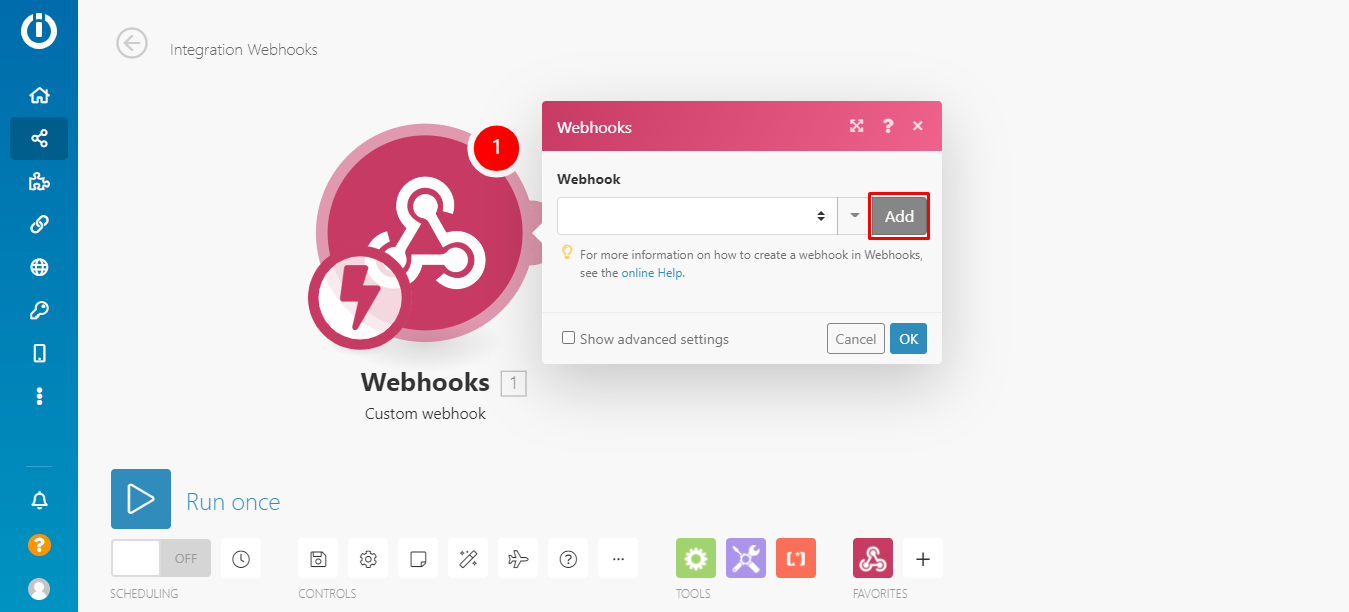 Integration Webhooks
1
Webhooks
?
Webhook
Add
For more information on how to create a webhook in Webhooks,
see the online Help.
Show advanced settings
Cancel
OK
Webhooks 1
Custom webhook
Run once
OFF
SCHEDULING
CONTROLS
TOOLS
FAVORITES